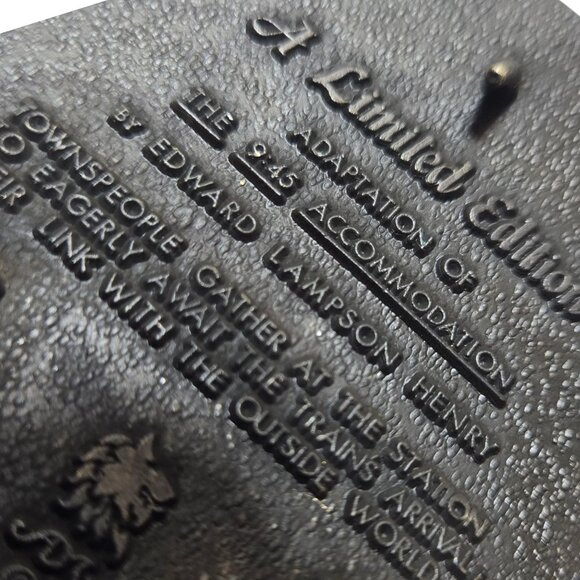 A Limited Edition
ADAPTATION OF
THE 9:45 ACCOMMODATION
BY EDWARD LAMPSON HENRY
TOWNSPEOPLE GATHER AT THE STATION
TO EAGERLY AWAIT THE TRAINS ARRIVAL
LINK WITH THE OUTSIDE WORLD